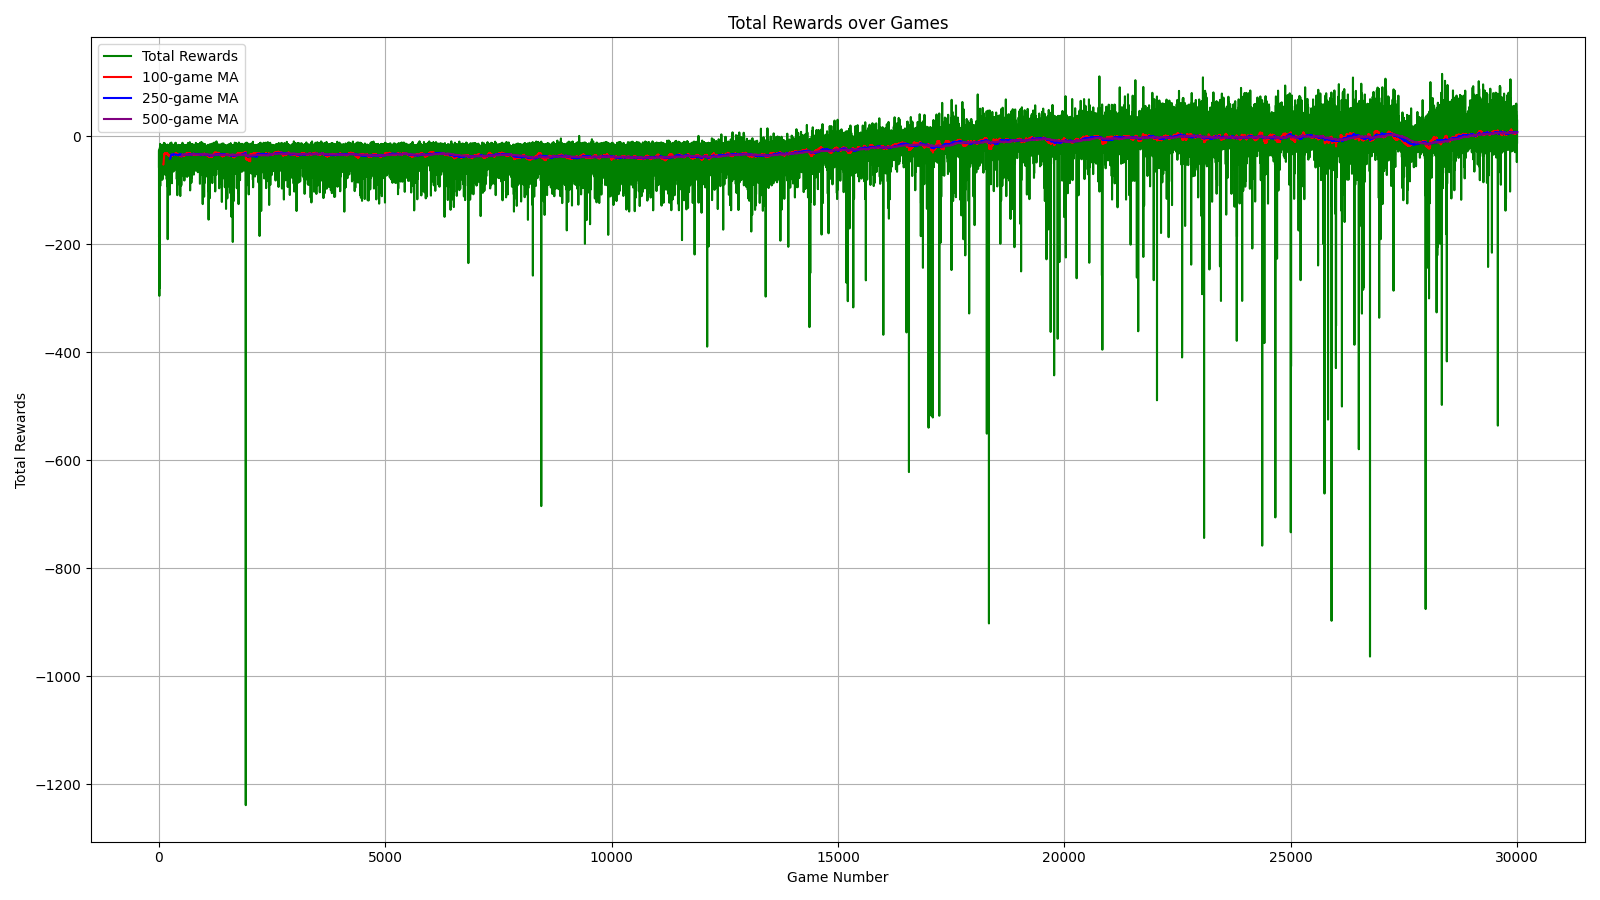 Total Rewards over Games
Total Rewards
100-game MA
250-game MA
500-game MA
0
−200
−400
−600
−800
−1000
−1200
Total Rewards
0
5000
10000
15000
20000
25000
30000
Game Number